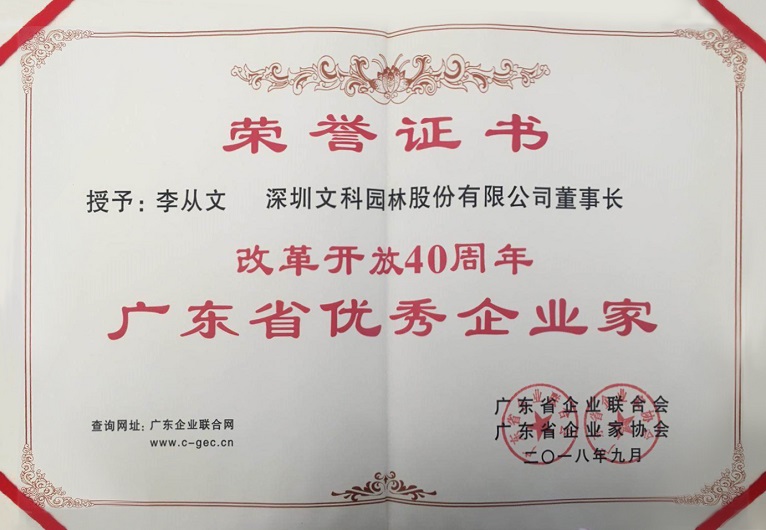 荣誉证书
授予：李从文 深圳文科园林股份有限公司董事长
改革开放40周年
广东省优秀企业家
查询网址：广东企业联合网
www.c-gec.cn
广东省企业联合会
广东省企业家协会
二〇一八年九月